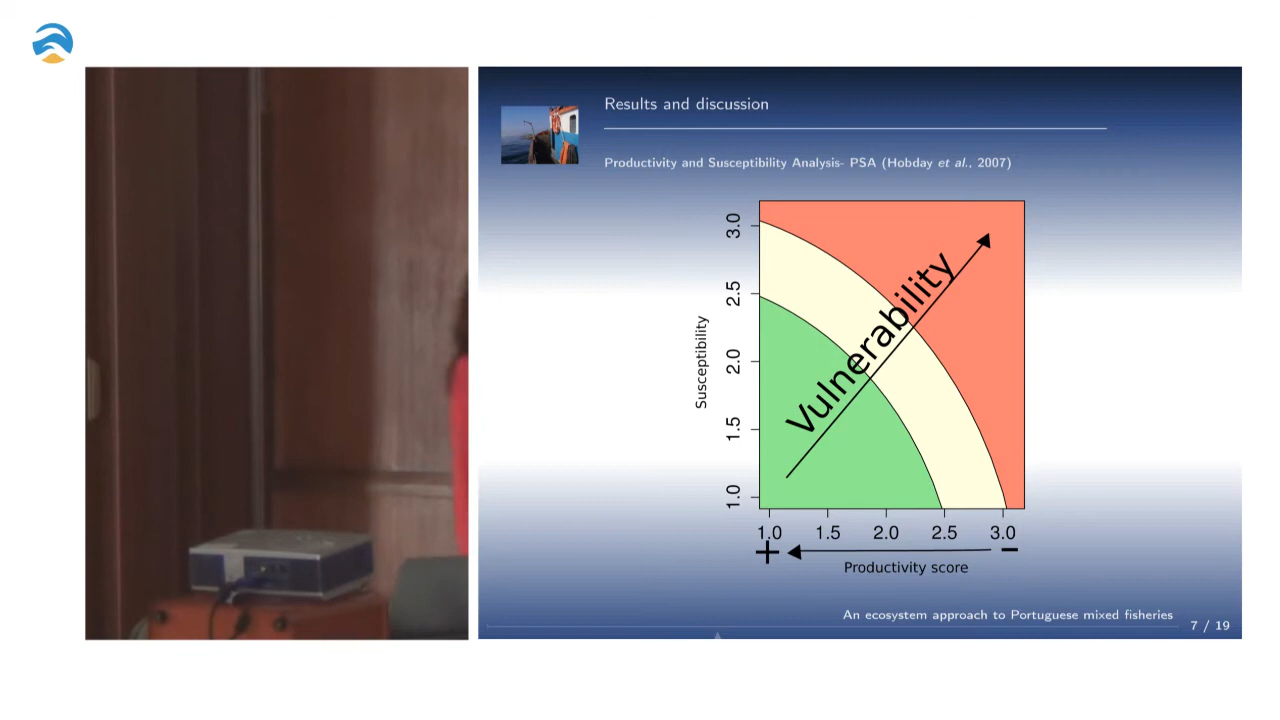 Results and discussion
Productivity and Susceptibility Analysis- PSA (Hobday et al., 2007)
3.0
2.5
2.0
1.5
1.0
Susceptibility
Vulnerability
1.0 1.5 2.0 2.5 3.0
+ −
Productivity score
An ecosystem approach to Portuguese mixed fisheries
7 / 19